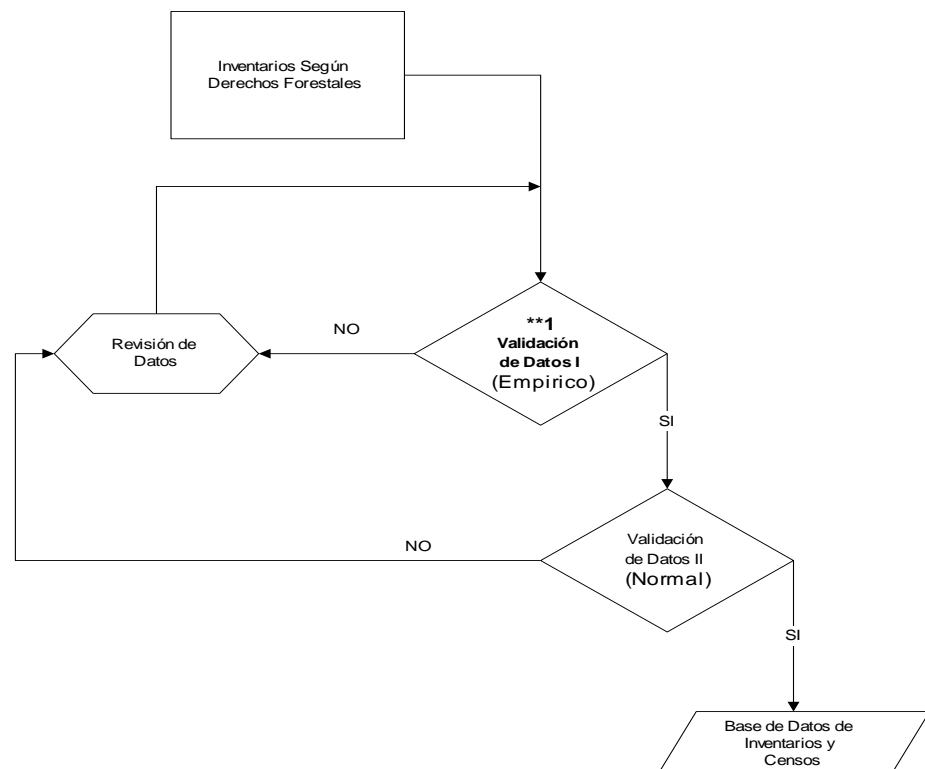 Inventarios Según
Derechos Forestales
**1
Validación
de Datos I
(Empirico)
NO
Revisión de
Datos
SI
Validación
de Datos II
(Normal)
NO
SI
Base de Datos de
Inventarios y
Censos